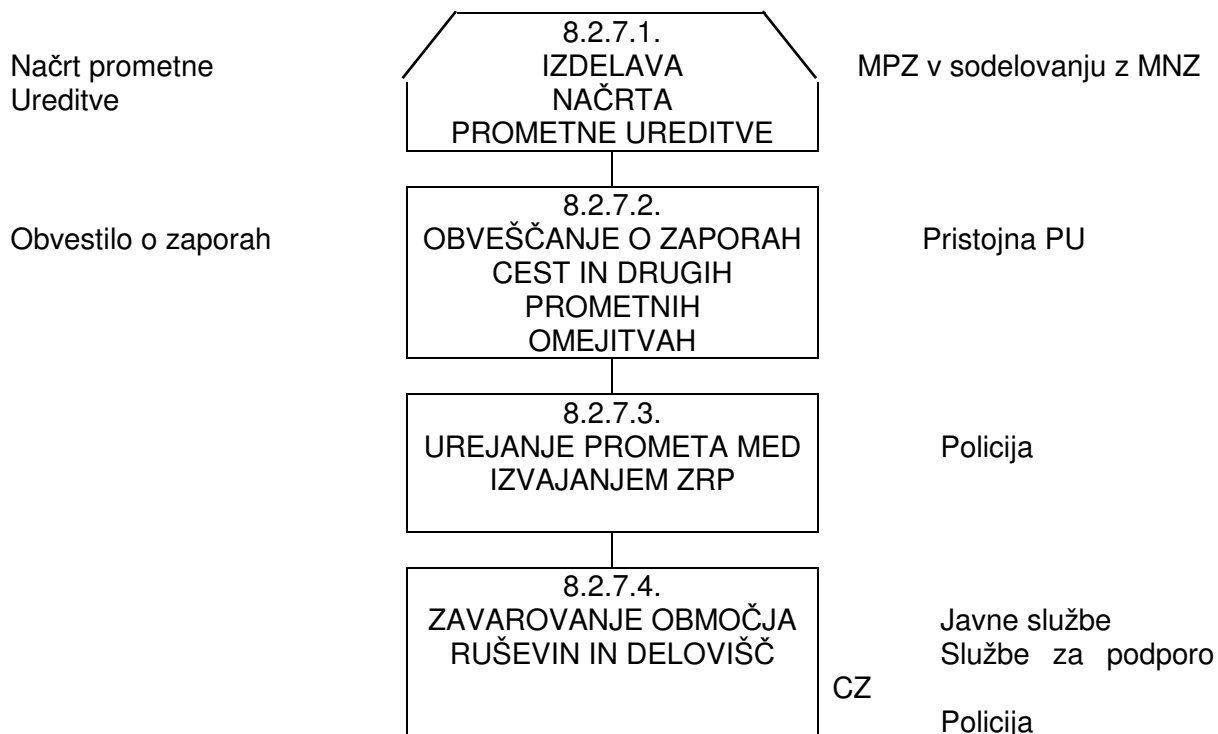 8.2.7.1.
Načrt prometne IZDELAVA MPZ v sodelovanju z MNZ
Ureditve NAČRTA
PROMETNE UREDITVE
8.2.7.2.
Obvestilo o zaporah OBVEŠČANJE O ZAPORAH Pristojna PU
CEST IN DRUGIH
PROMETNIH
OMEJITVAH
8.2.7.3.
UREJANJE PROMETA MED Policija
IZVAJANJEM ZRP
8.2.7.4.
ZAVAROVANJE OBMOČJA Javne službe
RUŠEVIN IN DELOVIŠČ Službe za podporo
CZ
Policija